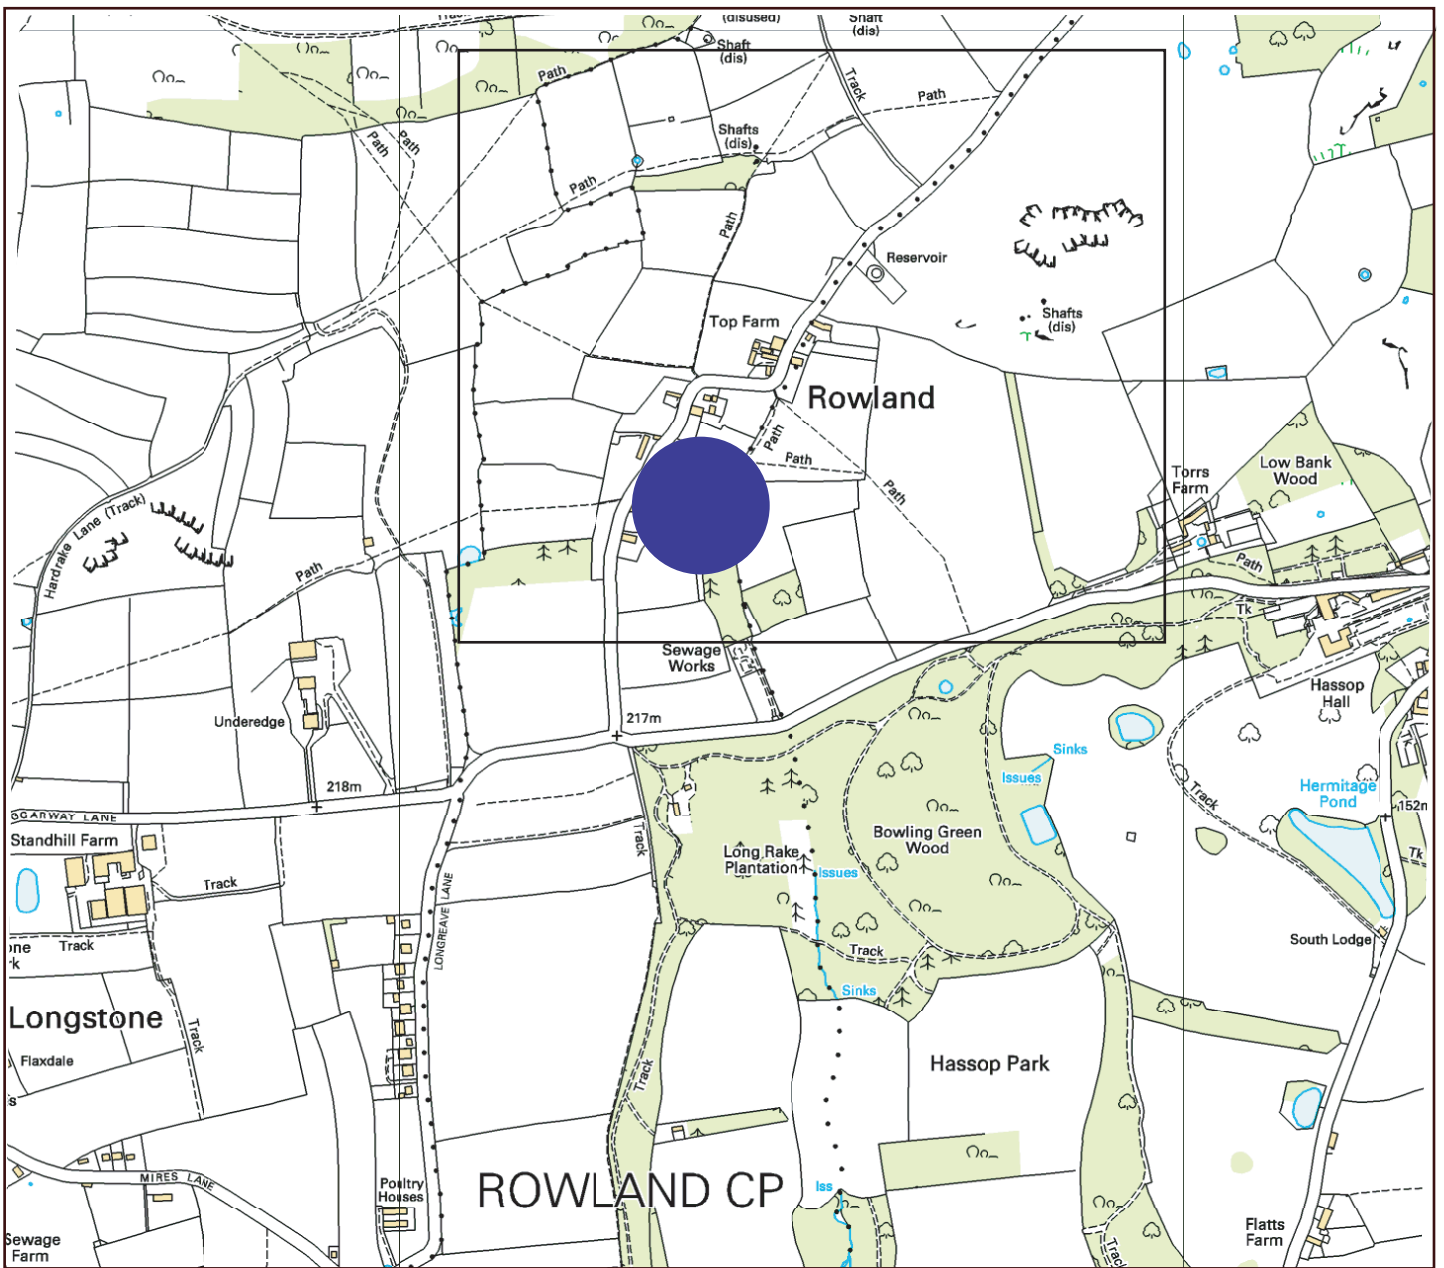 (disused)
Shaft
(dis)
Shaft
(dis)
Path
Track
Path
Path
Path
Shafts
(dis)
Path
Path
Reservoir
Top Farm
Shafts
(dis)
Rowland
Path
Path
Path
Torrs
Farm
Low Bank
Wood
Hardrake Lane (Track)
Path
Path
Tk
Sewage
Works
Hassop
Hall
Underedge
217m
Sinks
Issues
Tk
218m
Track
Hermitage
Pond
152m
Standhill Farm
Track
Bowling Green
Wood
Long Rake
Plantation
Issues
Tk
Track
LONGREAVE LANE
Track
South Lodge
Track
Sinks
Longstone
Track
Flaxdale
Hassop Park
Track
MIRES LANE
Poultry
Houses
ROWLAND CP
Iss
Flatts
Farm
Sewage
Farm
Track